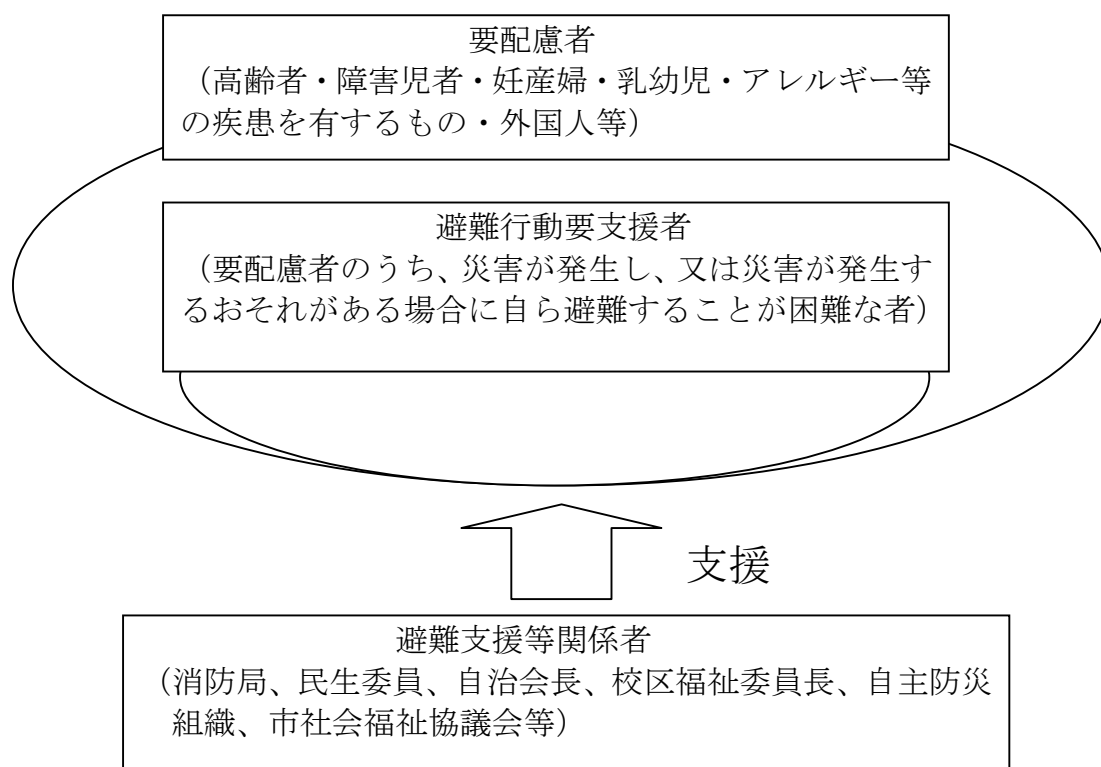 要配慮者
（高齢者・障害児者・妊産婦・乳幼児・アレルギー等
の疾患を有するもの・外国人等）
避難行動要支援者
（要配慮者のうち、災害が発生し、又は災害が発生す
るおそれがある場合に自ら避難することが困難な者）
支援
避難支援等関係者
（消防局、民生委員、自治会長、校区福祉委員長、自主防災
組織、市社会福祉協議会等）